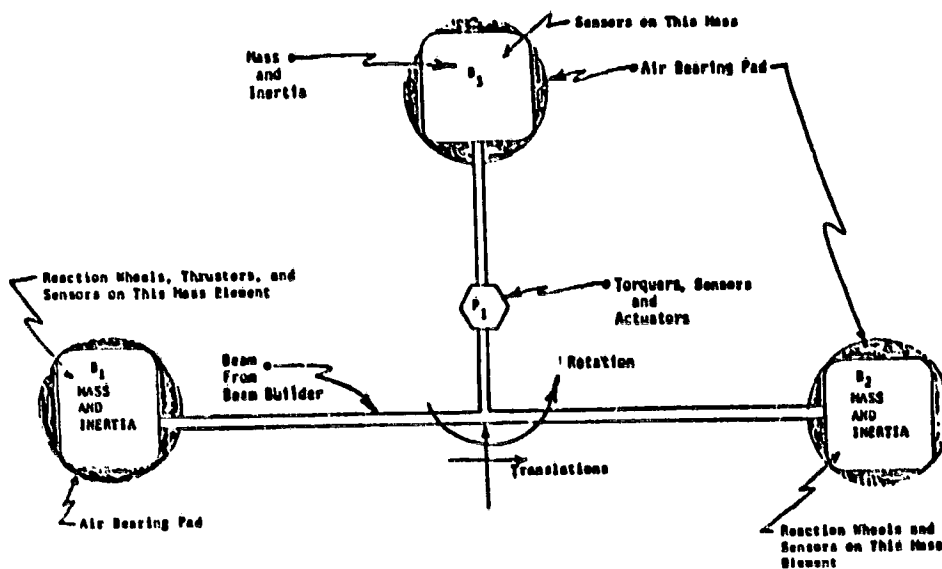 Sensors on This Mass
Mass
and
Inertia
B3
Air Bearing Pad
Reaction Wheels, Thrusters, and
Sensors on This Mass Element
P1
Torquers, Sensors
and
Actuators
Beam
From
Beam Builder
Rotation
B1
MASS
AND
INERTIA
B2
MASS
AND
INERTIA
Translations
Air Bearing Pad
Reaction Wheels and
Sensors on This Mass
Element